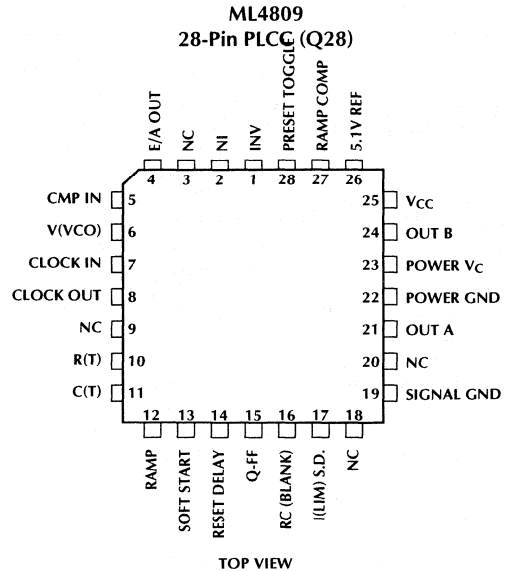 ML4809
28-Pin PLCC (Q28)
E/A OUT
NC
NI
INV
PRESET TOGGLE
RAMP COMP
5.1V REF
4
3
2
1
28
27
26
CMP IN 5
V(VCO) 6
CLOCK IN 7
CLOCK OUT 8
NC 9
R(T) 10
C(T) 11
25 VCC
24 OUT B
23 POWER VC
22 POWER GND
21 OUT A
20 NC
19 SIGNAL GND
12
13
14
15
16
17
18
RAMP
SOFT START
RESET DELAY
Q-FF
RC (BLANK)
I(LIM) S.D.
NC
TOP VIEW